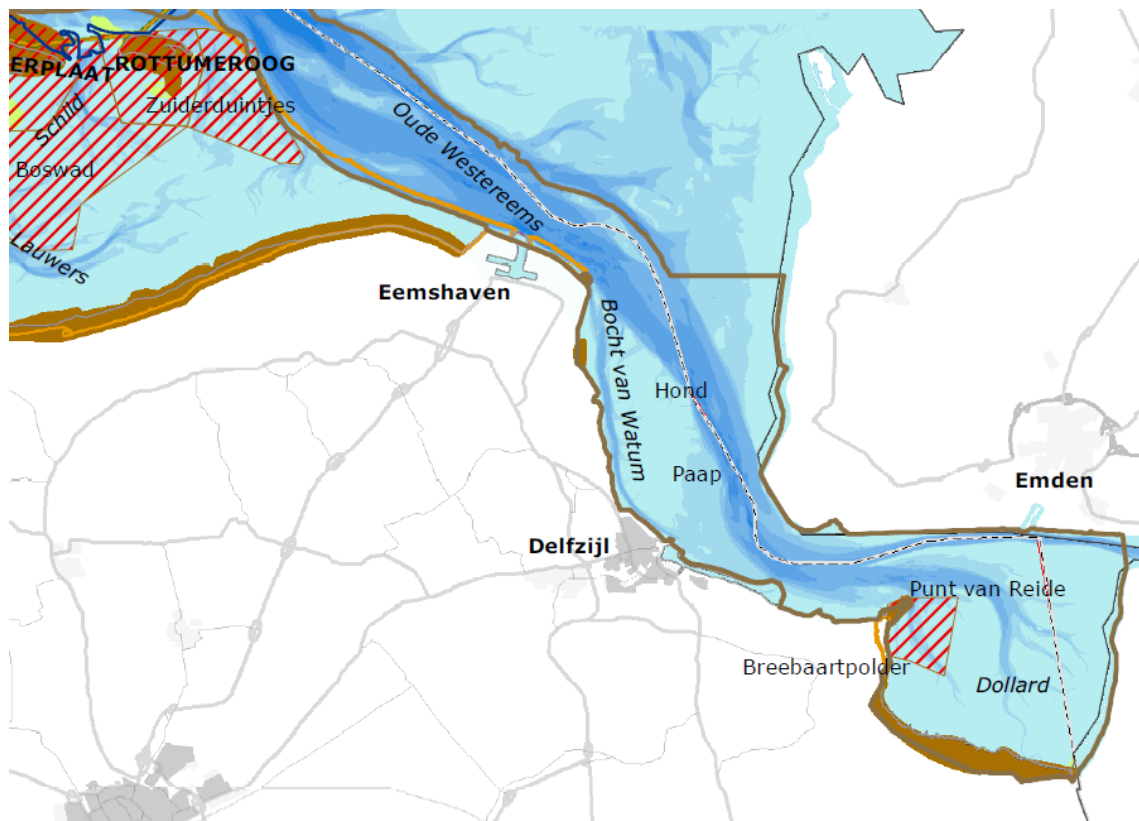 ERPLAAT
ROTTUMEROOG
Schild
Zuiderduintjes
Boswad
Lauwers
Oude Westereems
Eemshaven
Bocht van Watum
Hond
Paap
Emden
Delfzijl
Punt van Reide
Breebaartpolder
Dollard